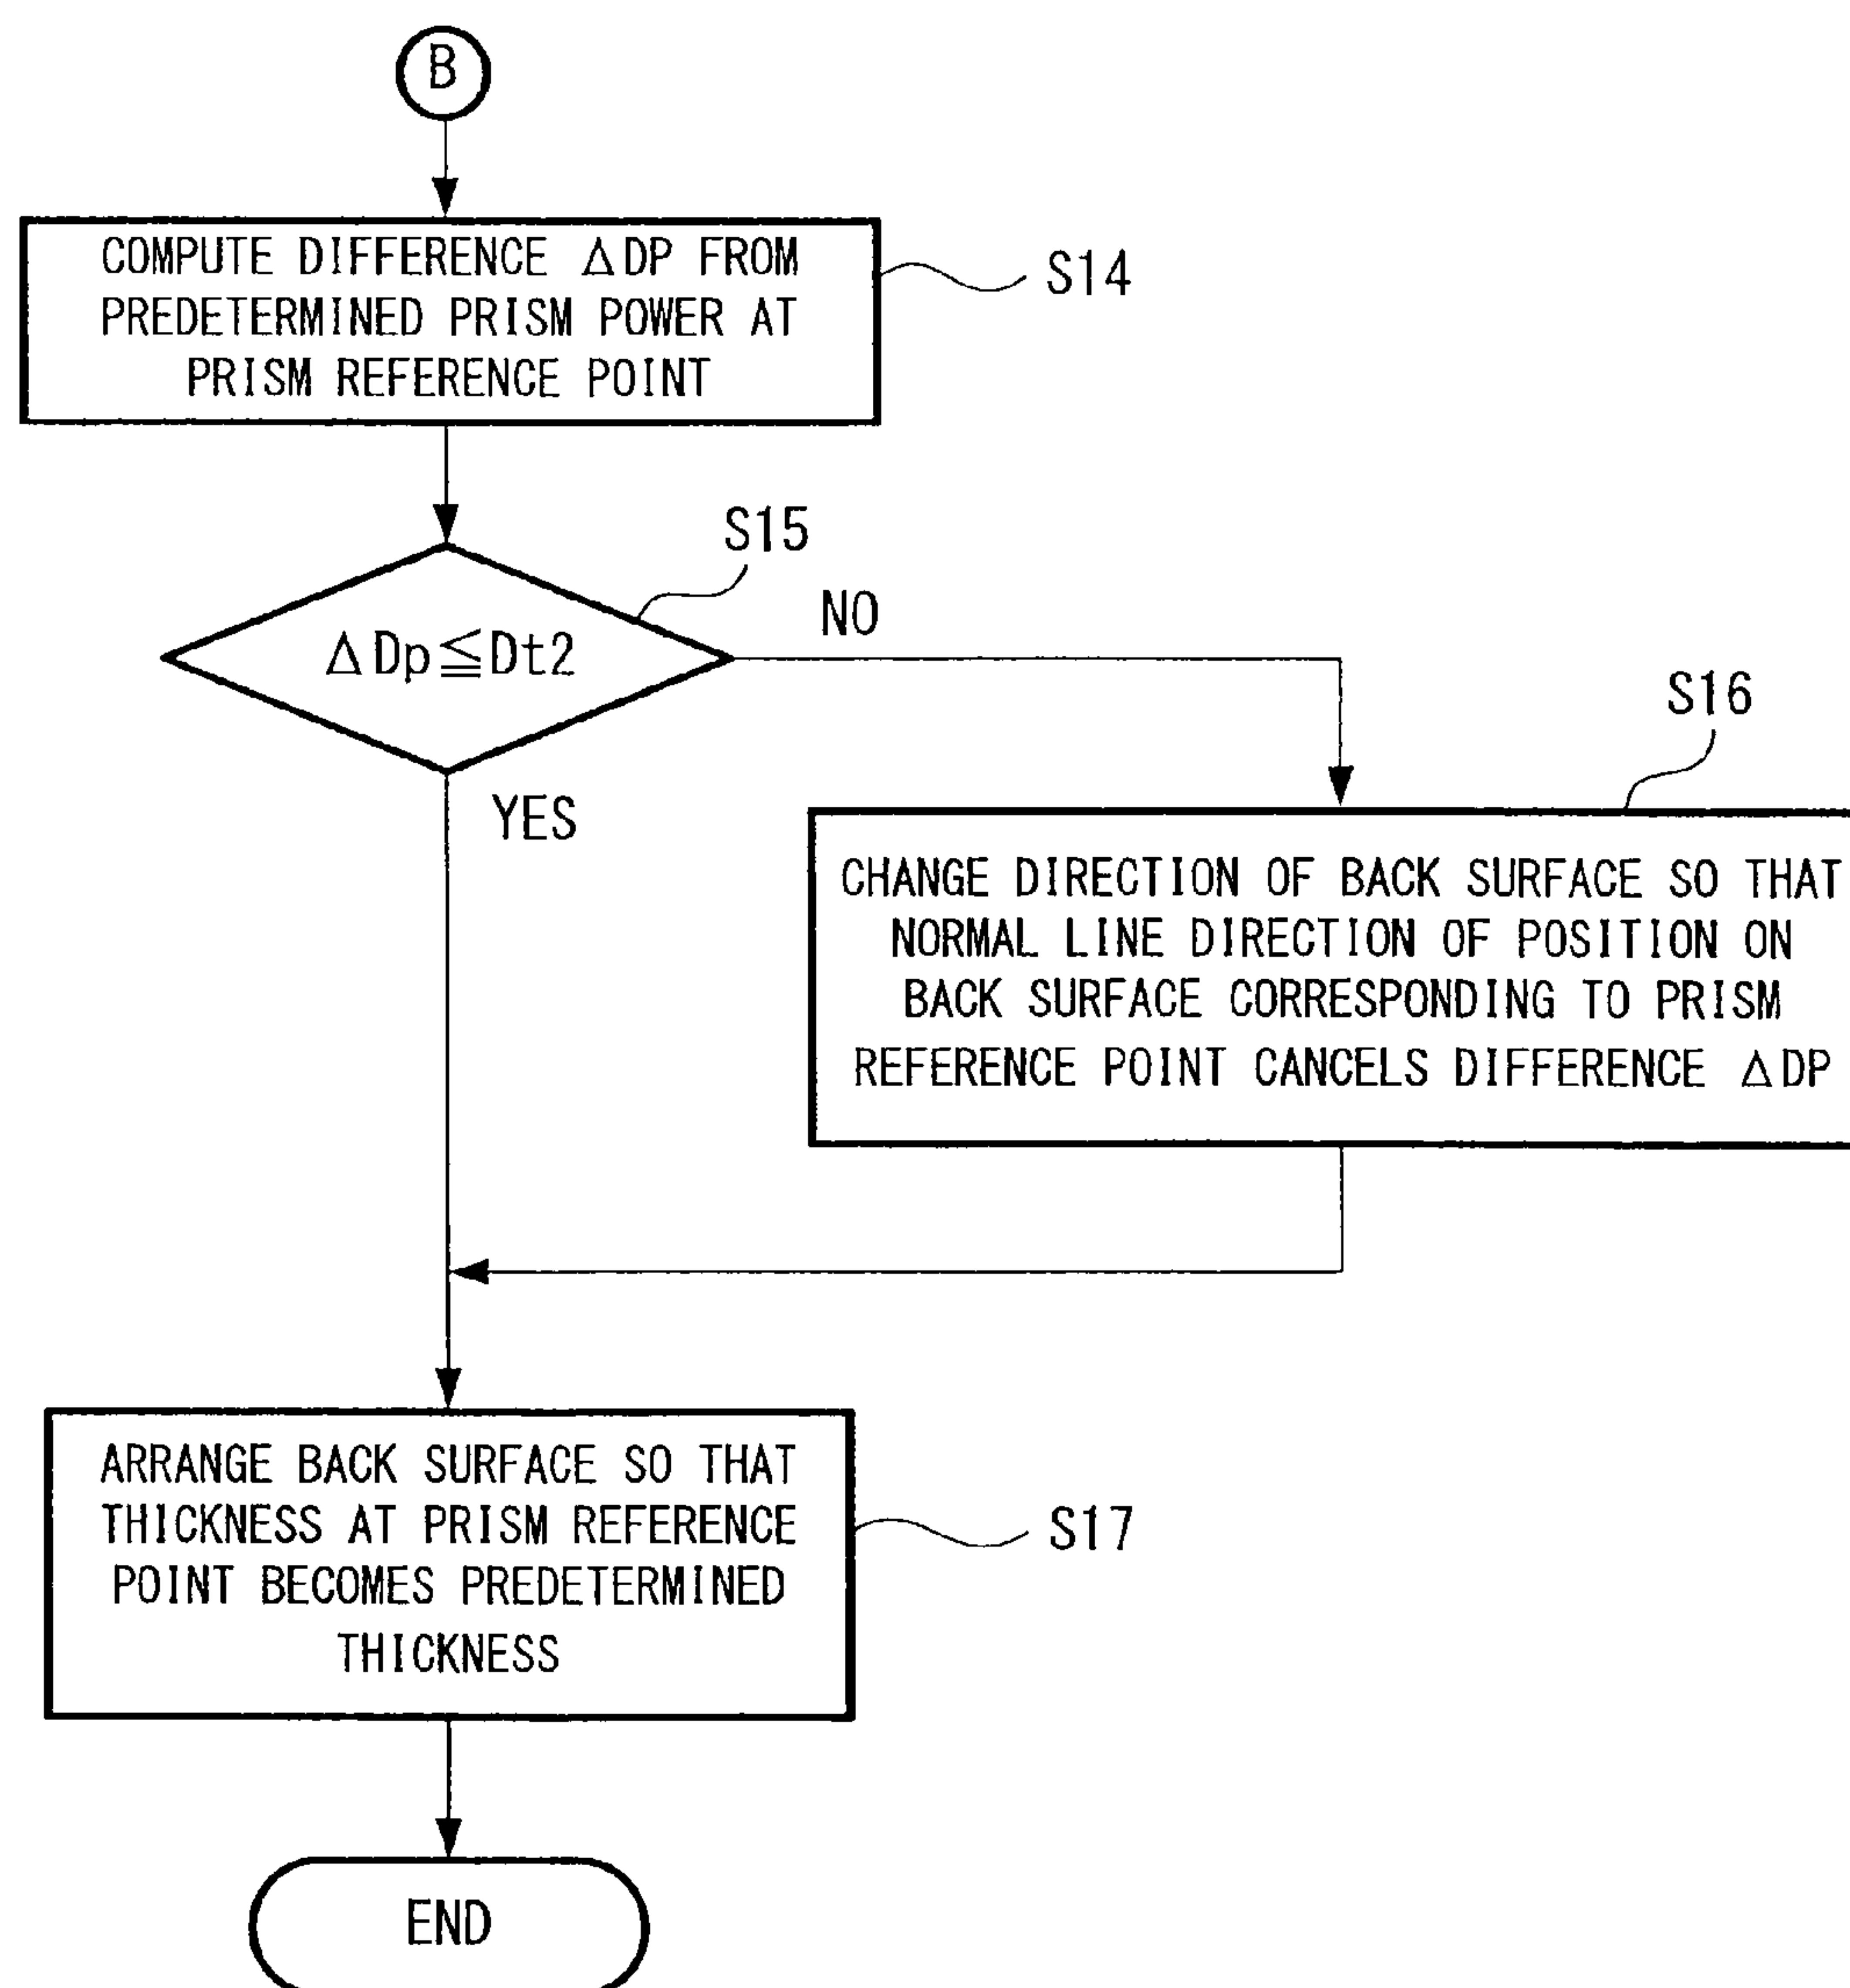 B
COMPUTE DIFFERENCE ΔDP FROM
PREDETERMINED PRISM POWER AT
PRISM REFERENCE POINT
S14
S15
ΔDp≦Dt2
NO
YES
S16
CHANGE DIRECTION OF BACK SURFACE SO THAT
NORMAL LINE DIRECTION OF POSITION ON
BACK SURFACE CORRESPONDING TO PRISM
REFERENCE POINT CANCELS DIFFERENCE ΔDP
ARRANGE BACK SURFACE SO THAT
THICKNESS AT PRISM REFERENCE
POINT BECOMES PREDETERMINED
THICKNESS
S17
END